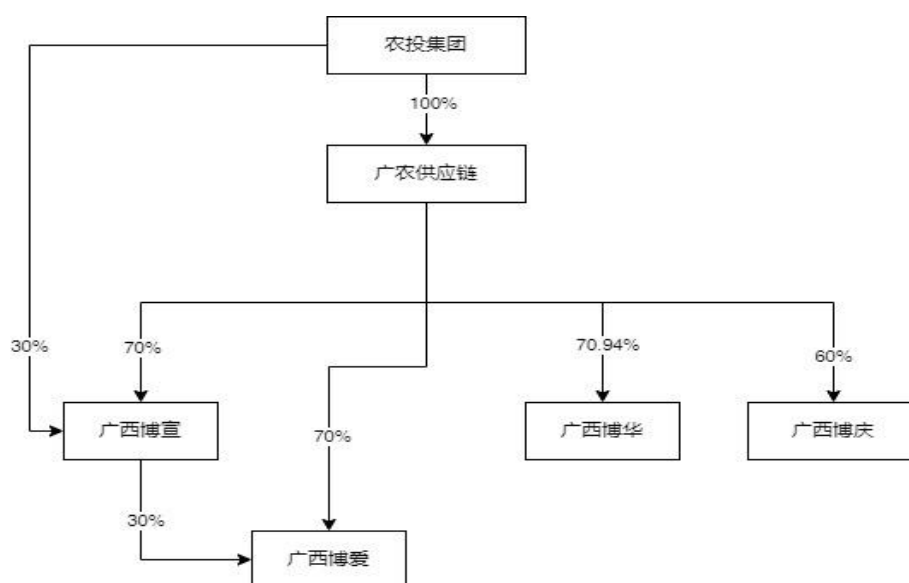 农投集团
100%
广农供应链
30%
70%
70.94%
60%
广西博宣
广西博华
广西博庆
70%
30%
广西博爱